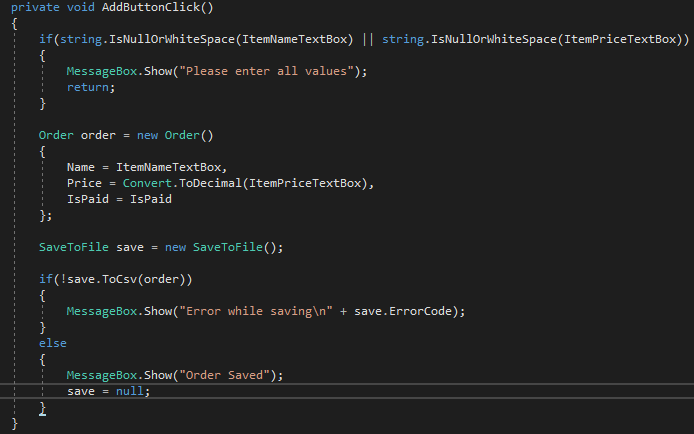 private void AddButtonClick()
{
    if(string.IsNullOrWhiteSpace(ItemNameTextBox) || string.IsNullOrWhiteSpace(ItemPriceTextBox))
    {
        MessageBox.Show("Please enter all values");
        return;
    }

    Order order = new Order()
    {
        Name = ItemNameTextBox,
        Price = Convert.ToDecimal(ItemPriceTextBox),
        IsPaid = IsPaid
    };

    SaveToFile save = new SaveToFile();

    if(!save.ToCsv(order))
    {
        MessageBox.Show("Error while saving\n" + save.ErrorCode);
    }
    else
    {
        MessageBox.Show("Order Saved");
        save = null;
    }
}